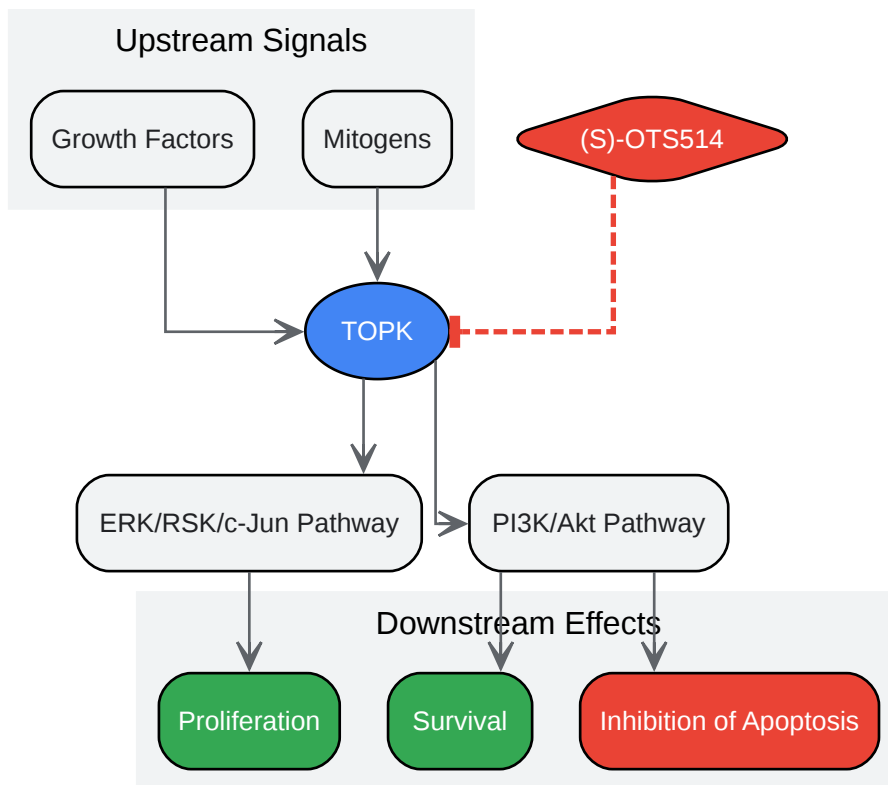 Upstream Signals
Growth Factors
Mitogens
(S)-OTS514
TOPK
ERK/RSK/c-Jun Pathway
PI3K/Akt Pathway
Downstream Effects
Proliferation
Survival
Inhibition of Apoptosis